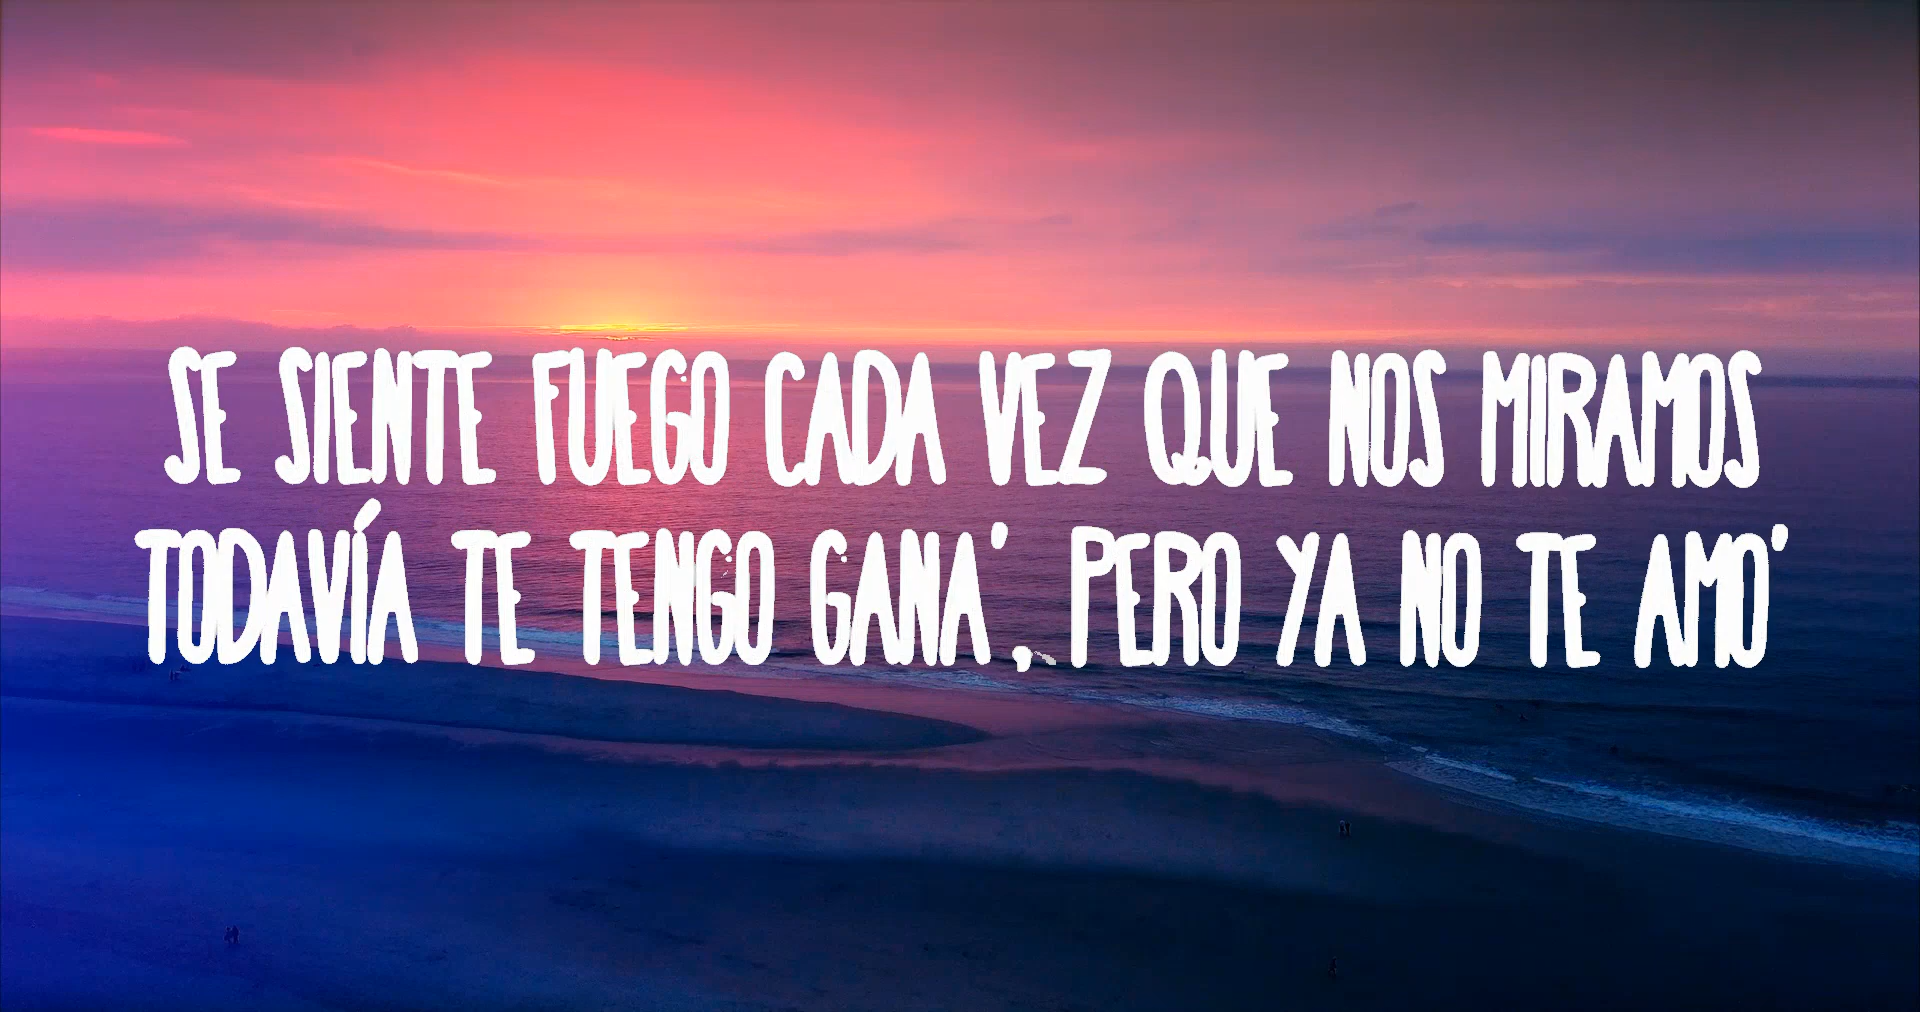 SE SIENTE FUEGO CADA VEZ QUE NOS MIRAMOS
TODAVÍA TE TENGO GANA', PERO YA NO TE AMO'